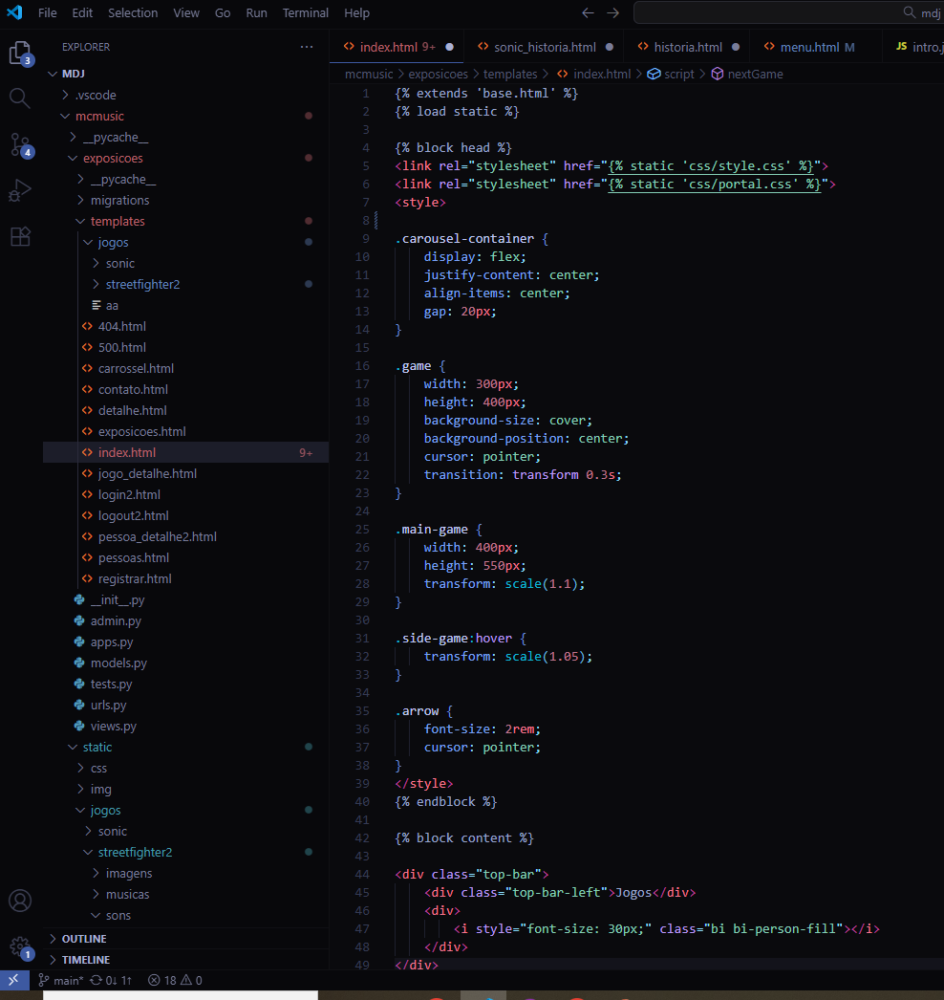 File Edit Selection View Go Run Terminal Help
mdj
EXPLORER
index.html 9+
sonic_historia.html
historia.html
menu.html M
JS intro.j
mcmusic > exposicoes > templates > index.html > script > nextGame
3
4
1
MDJ
.vscode
mcmusic
__pycache__
exposicoes
__pycache__
migrations
templates
jogos
sonic
streetfighter2
aa
404.html
500.html
carrossel.html
contato.html
detalhe.html
exposicoes.html
index.html 9+
jogo_detalhe.html
login2.html
logout2.html
pessoa_detalhe2.html
pessoas.html
registrar.html
__init__.py
admin.py
apps.py
models.py
tests.py
urls.py
views.py
static
css
img
jogos
sonic
streetfighter2
imagens
musicas
sons
OUTLINE
TIMELINE
1 {% extends 'base.html' %}
2 {% load static %}
3
4 {% block head %}
5 <link rel="stylesheet" href="{% static 'css/style.css' %}">
6 <link rel="stylesheet" href="{% static 'css/portal.css' %}">
7 <style>
8
9 .carousel-container {
10 display: flex;
11 justify-content: center;
12 align-items: center;
13 gap: 20px;
14 }
15
16 .game {
17 width: 300px;
18 height: 400px;
19 background-size: cover;
20 background-position: center;
21 cursor: pointer;
22 transition: transform 0.3s;
23 }
24
25 .main-game {
26 width: 400px;
27 height: 550px;
28 transform: scale(1.1);
29 }
30
31 .side-game:hover {
32 transform: scale(1.05);
33 }
34
35 .arrow {
36 font-size: 2rem;
37 cursor: pointer;
38 }
39 </style>
40 {% endblock %}
41
42 {% block content %}
43
44 <div class="top-bar">
45 <div class="top-bar-left">Jogos</div>
46 <div>
47 <i style="font-size: 30px;" class="bi bi-person-fill"></i>
48 </div>
49 </div>
main* 0↓ 1↑ 18 0